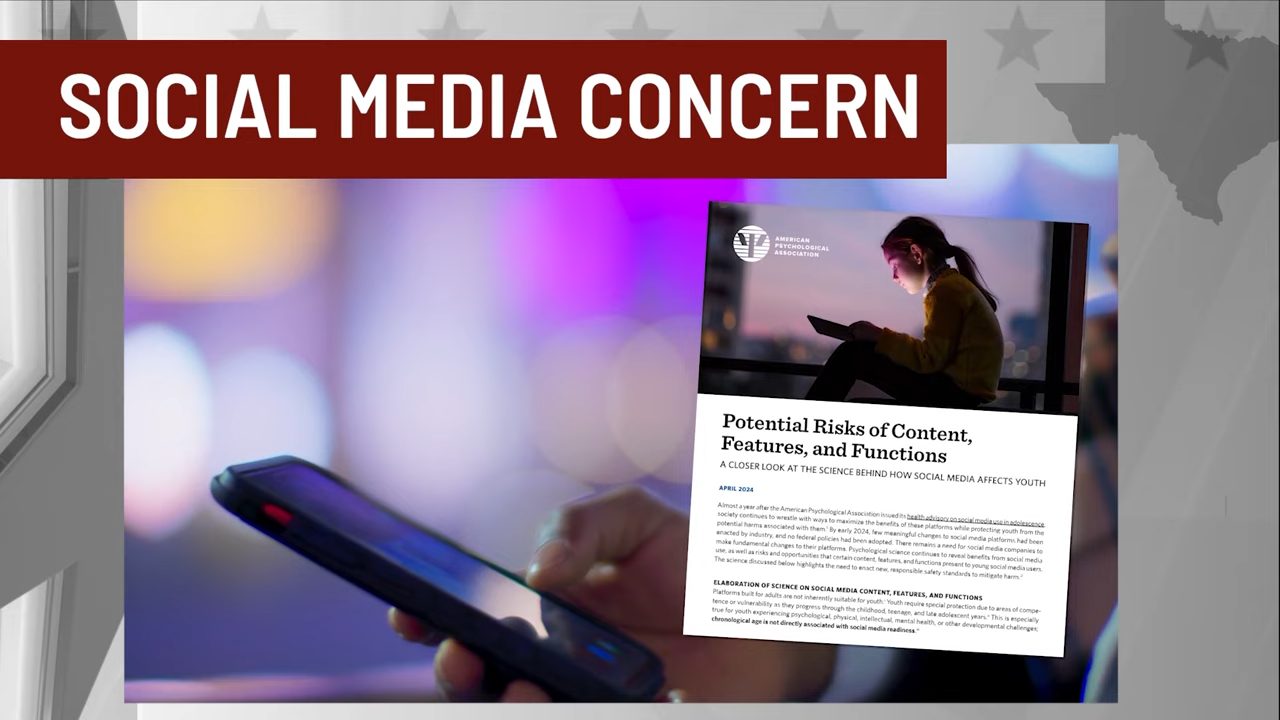 SOCIAL MEDIA CONCERN
AMERICAN
PSYCHOLOGICAL
ASSOCIATION
Potential Risks of Content,
Features, and Functions
A CLOSER LOOK AT THE SCIENCE BEHIND HOW SOCIAL MEDIA AFFECTS YOUTH
APRIL 2024
Almost a year after the American Psychological Association issued its health advisory on social media use in adolescence,
society continues to wrestle with ways to maximize the benefits of these platforms while protecting youth from the
potential harms associated with them.¹ By early 2024, few meaningful changes to social media platforms had been
enacted by industry, and no federal policies had been adopted. There remains a need for social media companies to
make fundamental changes to their platforms. Psychological science continues to reveal benefits from social media
use, as well as risks and opportunities that certain content, features, and functions present to young social media users.
The science discussed below highlights the need to enact new, responsible safety standards to mitigate harm.²
ELABORATION OF SCIENCE ON SOCIAL MEDIA CONTENT, FEATURES, AND FUNCTIONS
Platforms built for adults are not inherently suitable for youth. Youth require special protection due to areas of compe-
tence or vulnerability as they progress through the childhood, teenage, and late adolescent years. This is especially
true for youth experiencing psychological, physical, intellectual, mental health, or other developmental challenges;
chronological age is not directly associated with social media readiness.